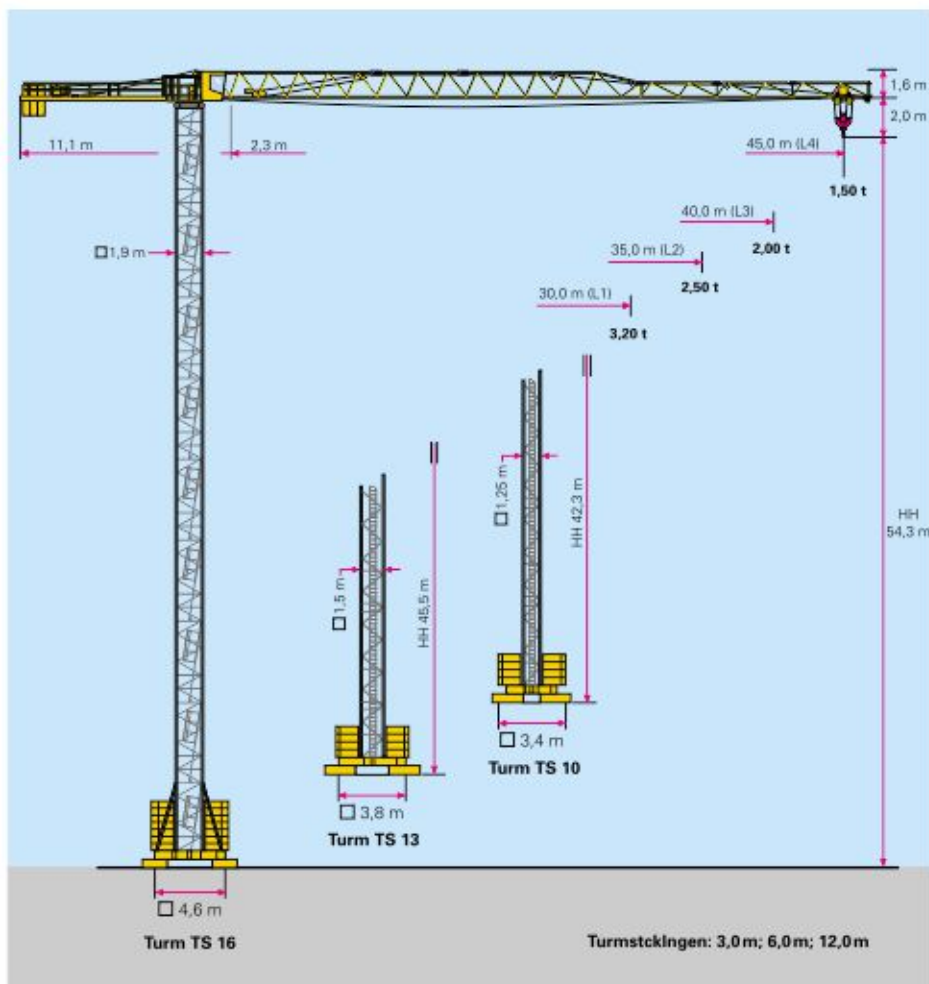 1,6 m
2,0 m
11,1 m
2,3 m
45,0 m (L4)
1,50 t
40,0 m (L3)
2,00 t
□ 1,9 m
35,0 m (L2)
2,50 t
30,0 m (L1)
3,20 t
□ 1,25 m
HH 42,3 m
HH
54,3 m
□ 1,5 m
HH 45,5 m
□ 3,4 m
Turm TS 10
□ 3,8 m
Turm TS 13
□ 4,6 m
Turm TS 16
Turmstcklngen: 3,0 m; 6,0 m; 12,0 m